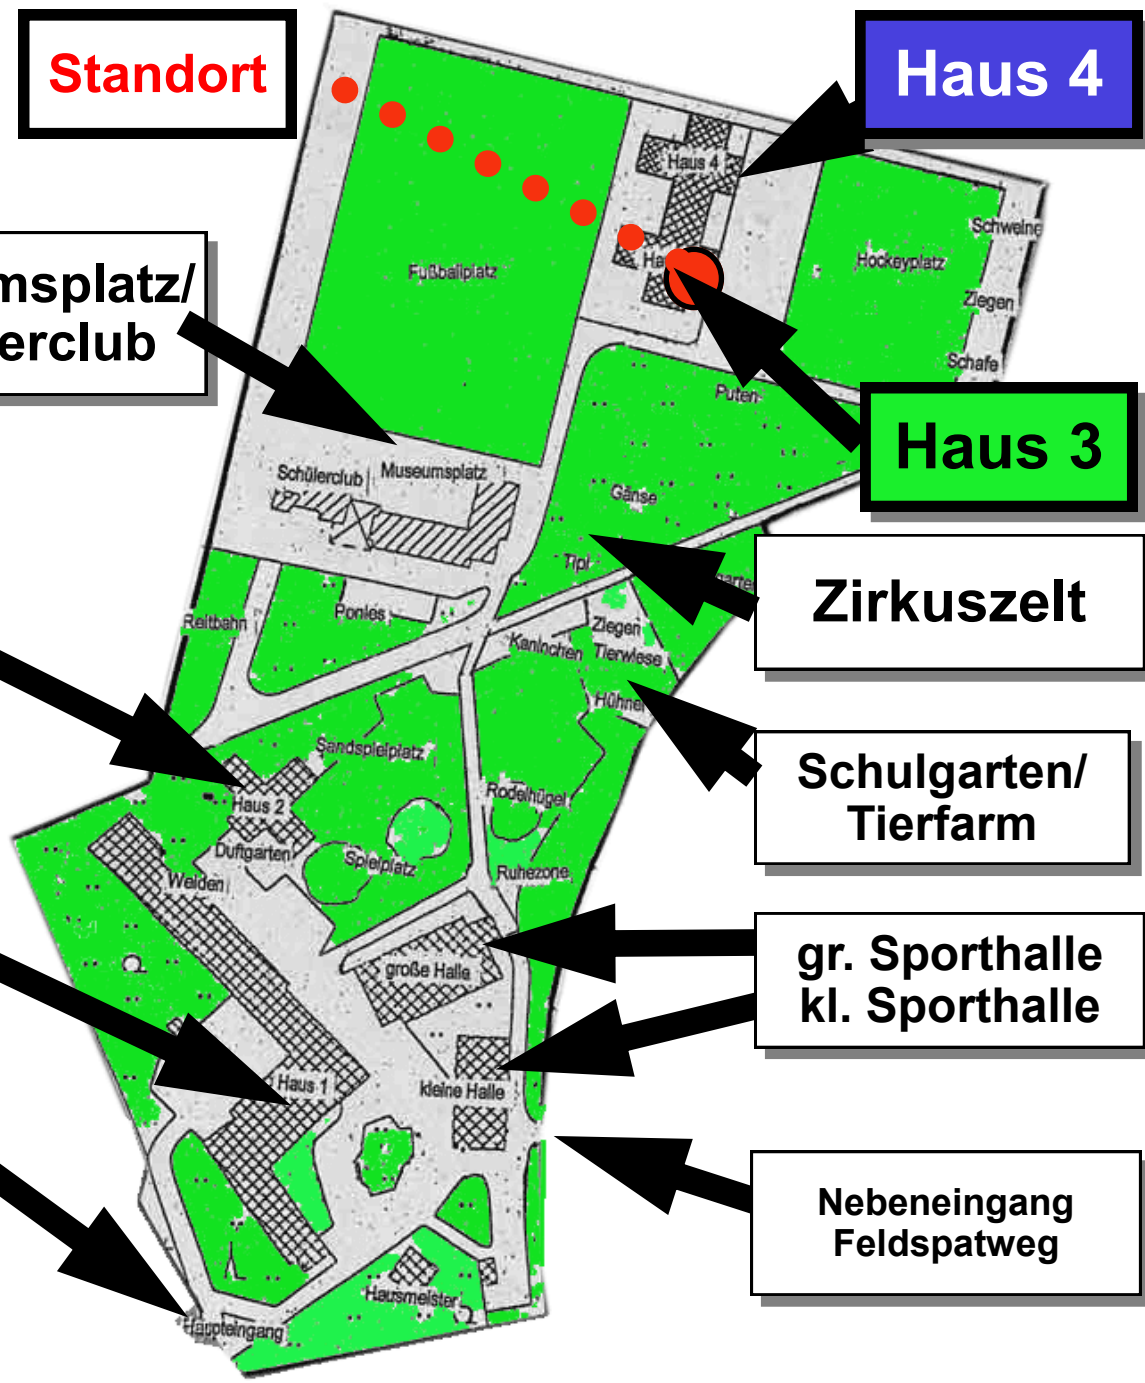 Standort
Haus 4
Haus 4
Schweine
Fußballplatz
Hockeyplatz
msplatz/
erclub
Ziegen
Schafe
Puten
Haus 3
Schülerclub
Museumsplatz
Gänse
Tipi
Zirkuszelt
Ponies
Reitbahn
Ziegen
Kaninchen
Tierwiese
Hühner
Sandspielplatz
Schulgarten/
Tierfarm
Rodelhügel
Haus 2
Duftgarten
Spielplatz
Ruhezone
Weiden
gr. Sporthalle
kl. Sporthalle
große Halle
Haus 1
kleine Halle
Nebeneingang
Feldspatweg
Hausmeister
Haupteingang